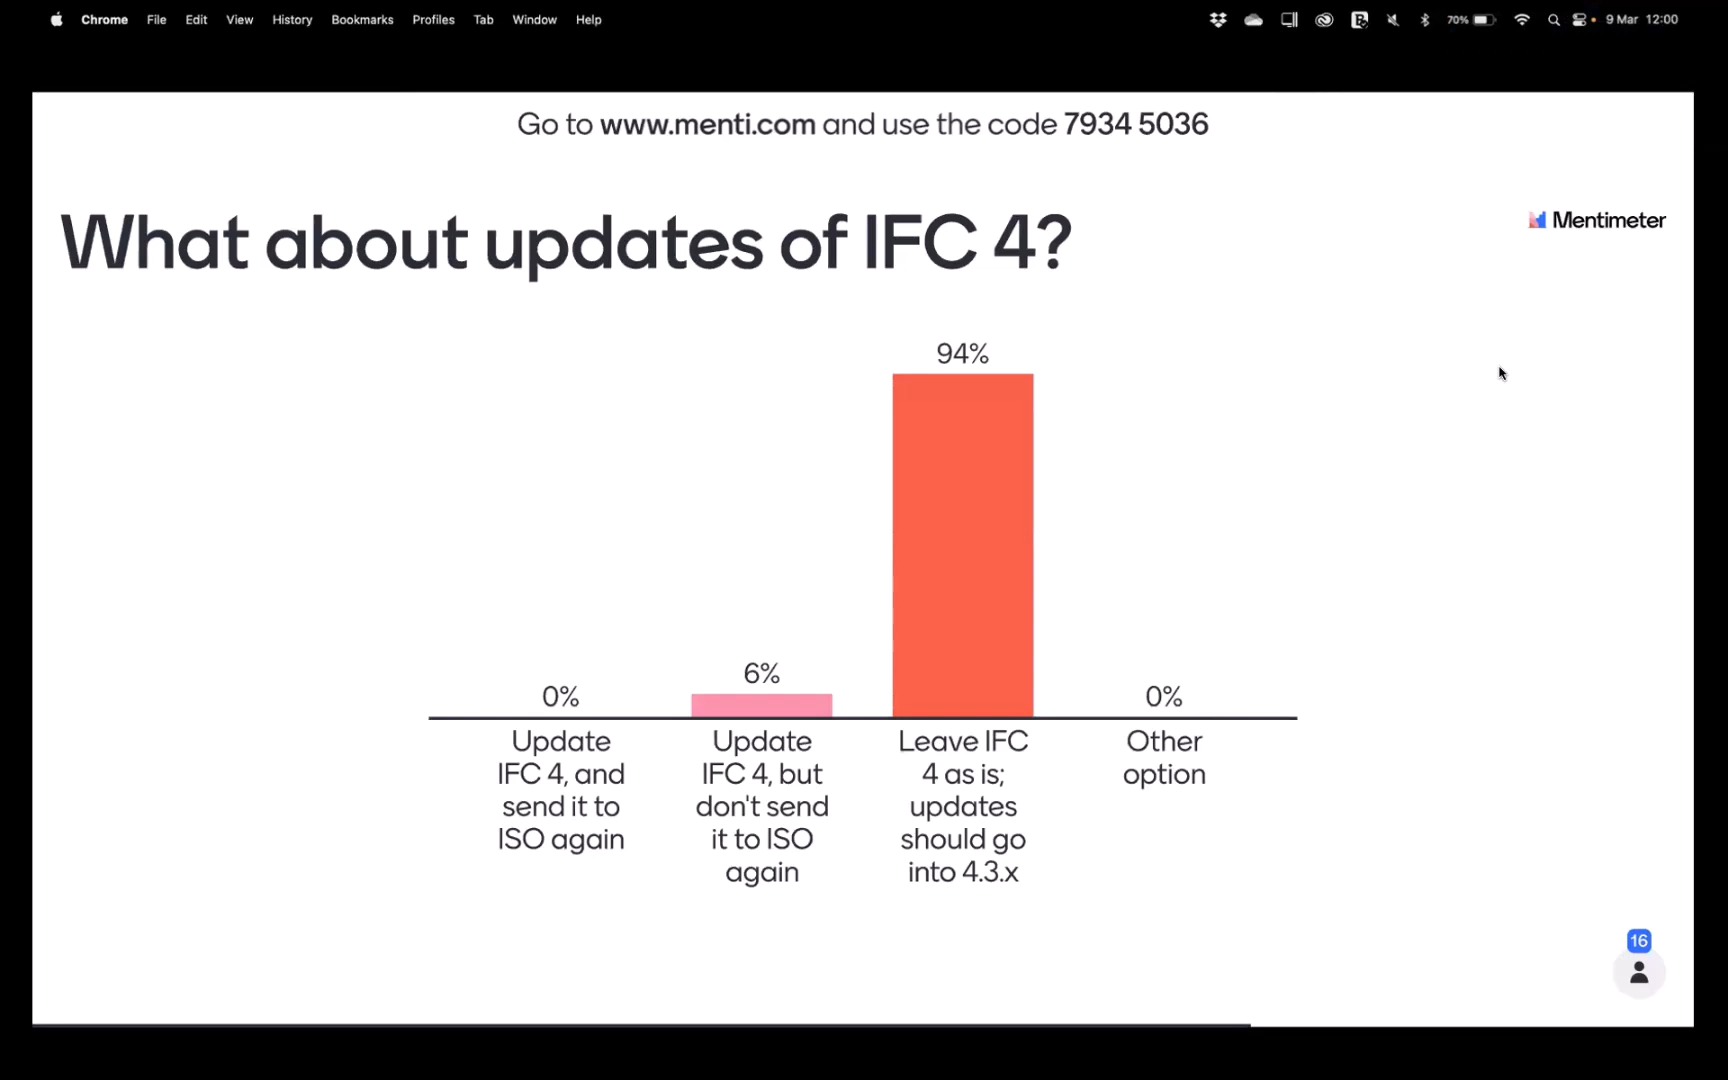 Chrome File Edit View History Bookmarks Profiles Tab Window Help 70% 9 Mar 12:00
Go to www.menti.com and use the code 7934 5036
What about updates of IFC 4?
Mentimeter
94%
6%
0%
0%
Update
IFC 4, and
send it to
ISO again
Update
IFC 4, but
don't send
it to ISO
again
Leave IFC
4 as is;
updates
should go
into 4.3.x
Other
option
16